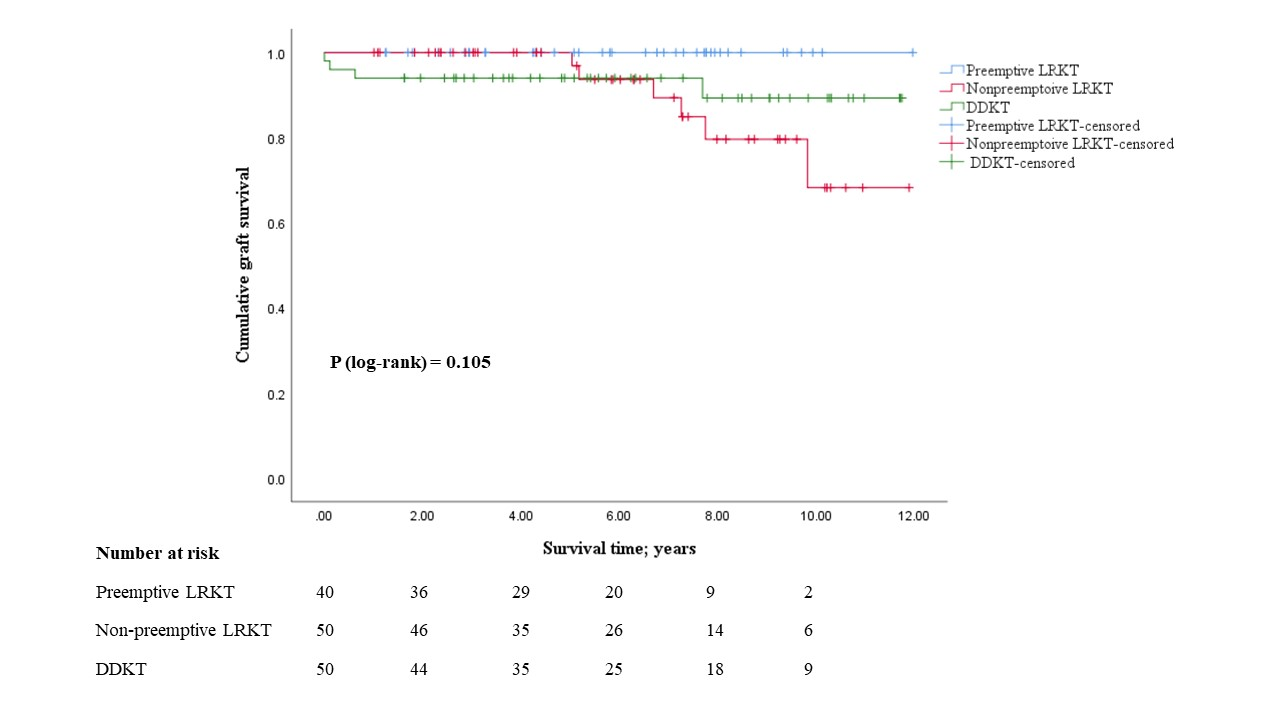 1.0
0.8
0.6
0.4
0.2
0.0
Cumulative graft survival
P (log-rank) = 0.105
Preemptive LRKT
Nonpreemptoive LRKT
DDKT
Preemptive LRKT-censored
Nonpreemptoive LRKT-censored
DDKT-censored
.00 2.00 4.00 6.00 8.00 10.00 12.00
Survival time; years
Number at risk
Preemptive LRKT 40 36 29 20 9 2
Non-preemptive LRKT 50 46 35 26 14 6
DDKT 50 44 35 25 18 9